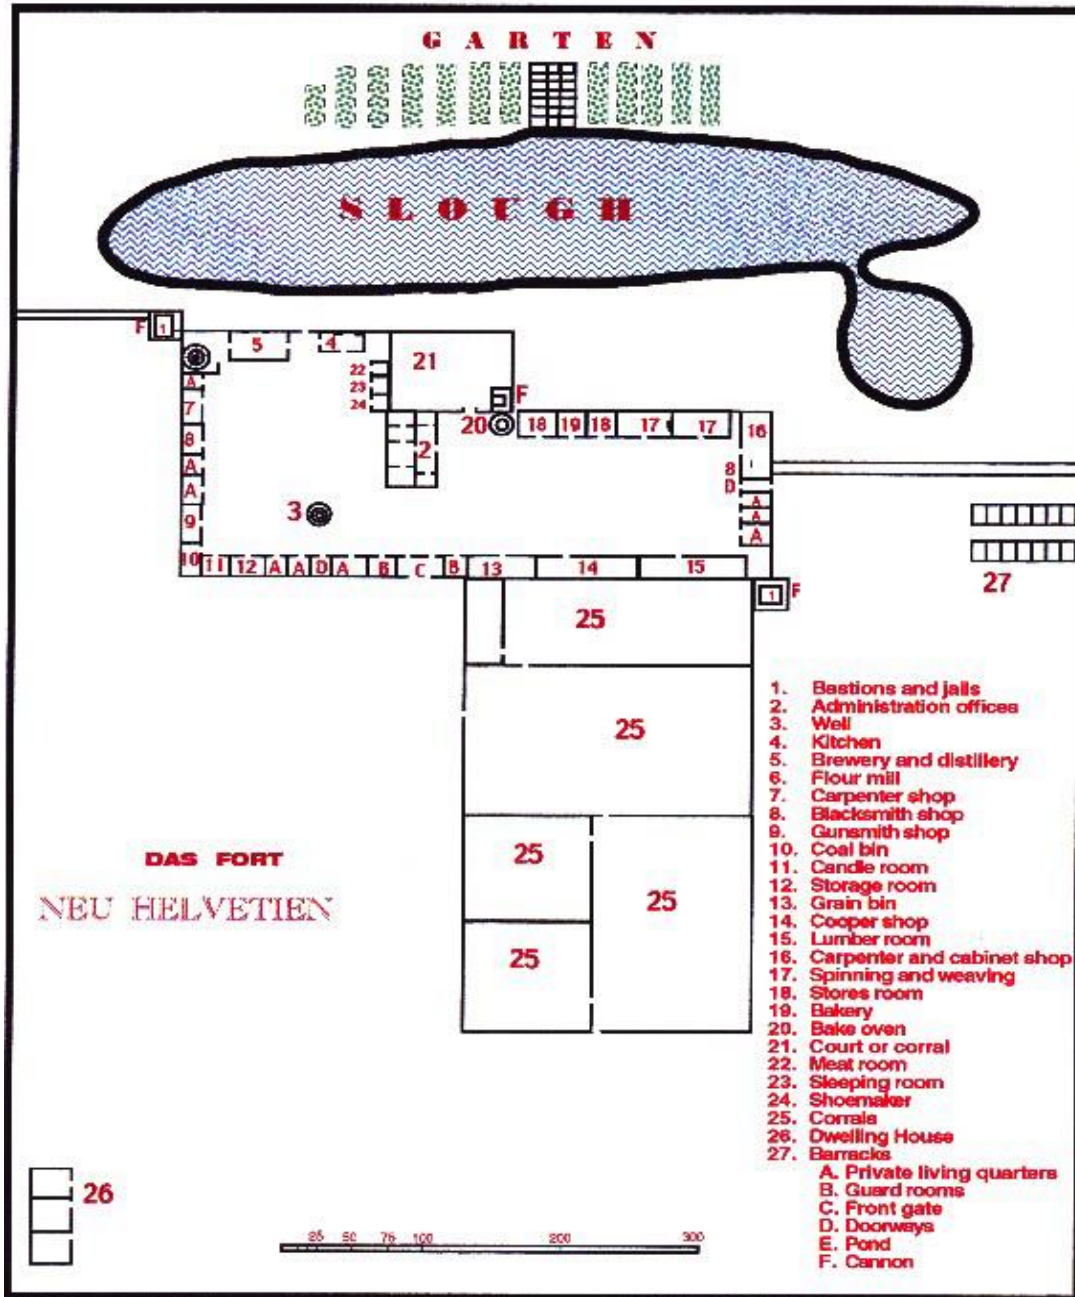 GARTEN
SLOUGH
F 1
5 4 21
22
23
24
F
A
7
8
A
A
9
10
20 18 19 18 17 17 16
2
8
D
A
A
A
3
11 12 A A D A B C B 13 14 15
1 F
27
25
25
25
25
25
DAS FORT
NEU HELVETIEN
1. Bastions and jails
2. Administration offices
3. Well
4. Kitchen
5. Brewery and distillery
6. Flour mill
7. Carpenter shop
8. Blacksmith shop
9. Gunsmith shop
10. Coal bin
11. Candle room
12. Storage room
13. Grain bin
14. Cooper shop
15. Lumber room
16. Carpenter and cabinet shop
17. Spinning and weaving
18. Stores room
19. Bakery
20. Bake oven
21. Court or corral
22. Meat room
23. Sleeping room
24. Shoemaker
25. Corrals
26. Dwelling House
27. Barracks
A. Private living quarters
B. Guard rooms
C. Front gate
D. Doorways
E. Pond
F. Cannon
26
25 50 75 100 200 300